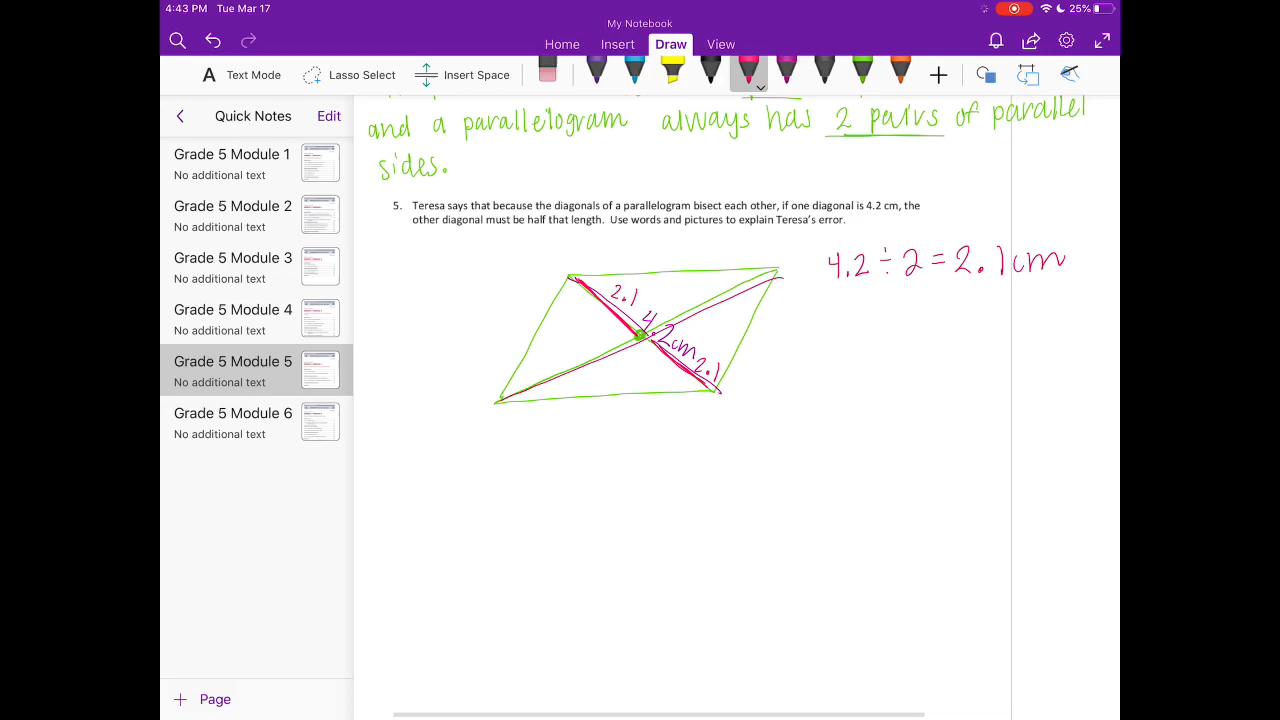 4:43 PM Tue Mar 17
25%
My Notebook
Home Insert Draw View
Text Mode Lasso Select Insert Space
Quick Notes Edit
Grade 5 Module 1
No additional text
Grade 5 Module 2
No additional text
Grade 5 Module 3
No additional text
Grade 5 Module 4
No additional text
Grade 5 Module 5
No additional text
Grade 5 Module 6
No additional text
Page
and a parallelogram always has 2 pairs of parallel
sides.
5. Teresa says that because the diagonals of a parallelogram bisect each other, if one diagonal is 4.2 cm, the
other diagonal must be half that length. Use words and pictures to explain Teresa's error.
4.2 ÷ 2 = 2.1cm
2.1
4.2cm
2.1